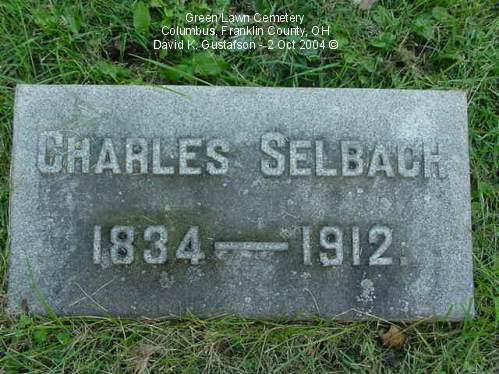 Green Lawn Cemetery
Columbus, Franklin County, OH
David K. Gustafson - 2 Oct 2004 ©
CHARLES SELBACH
1834 — 1912.